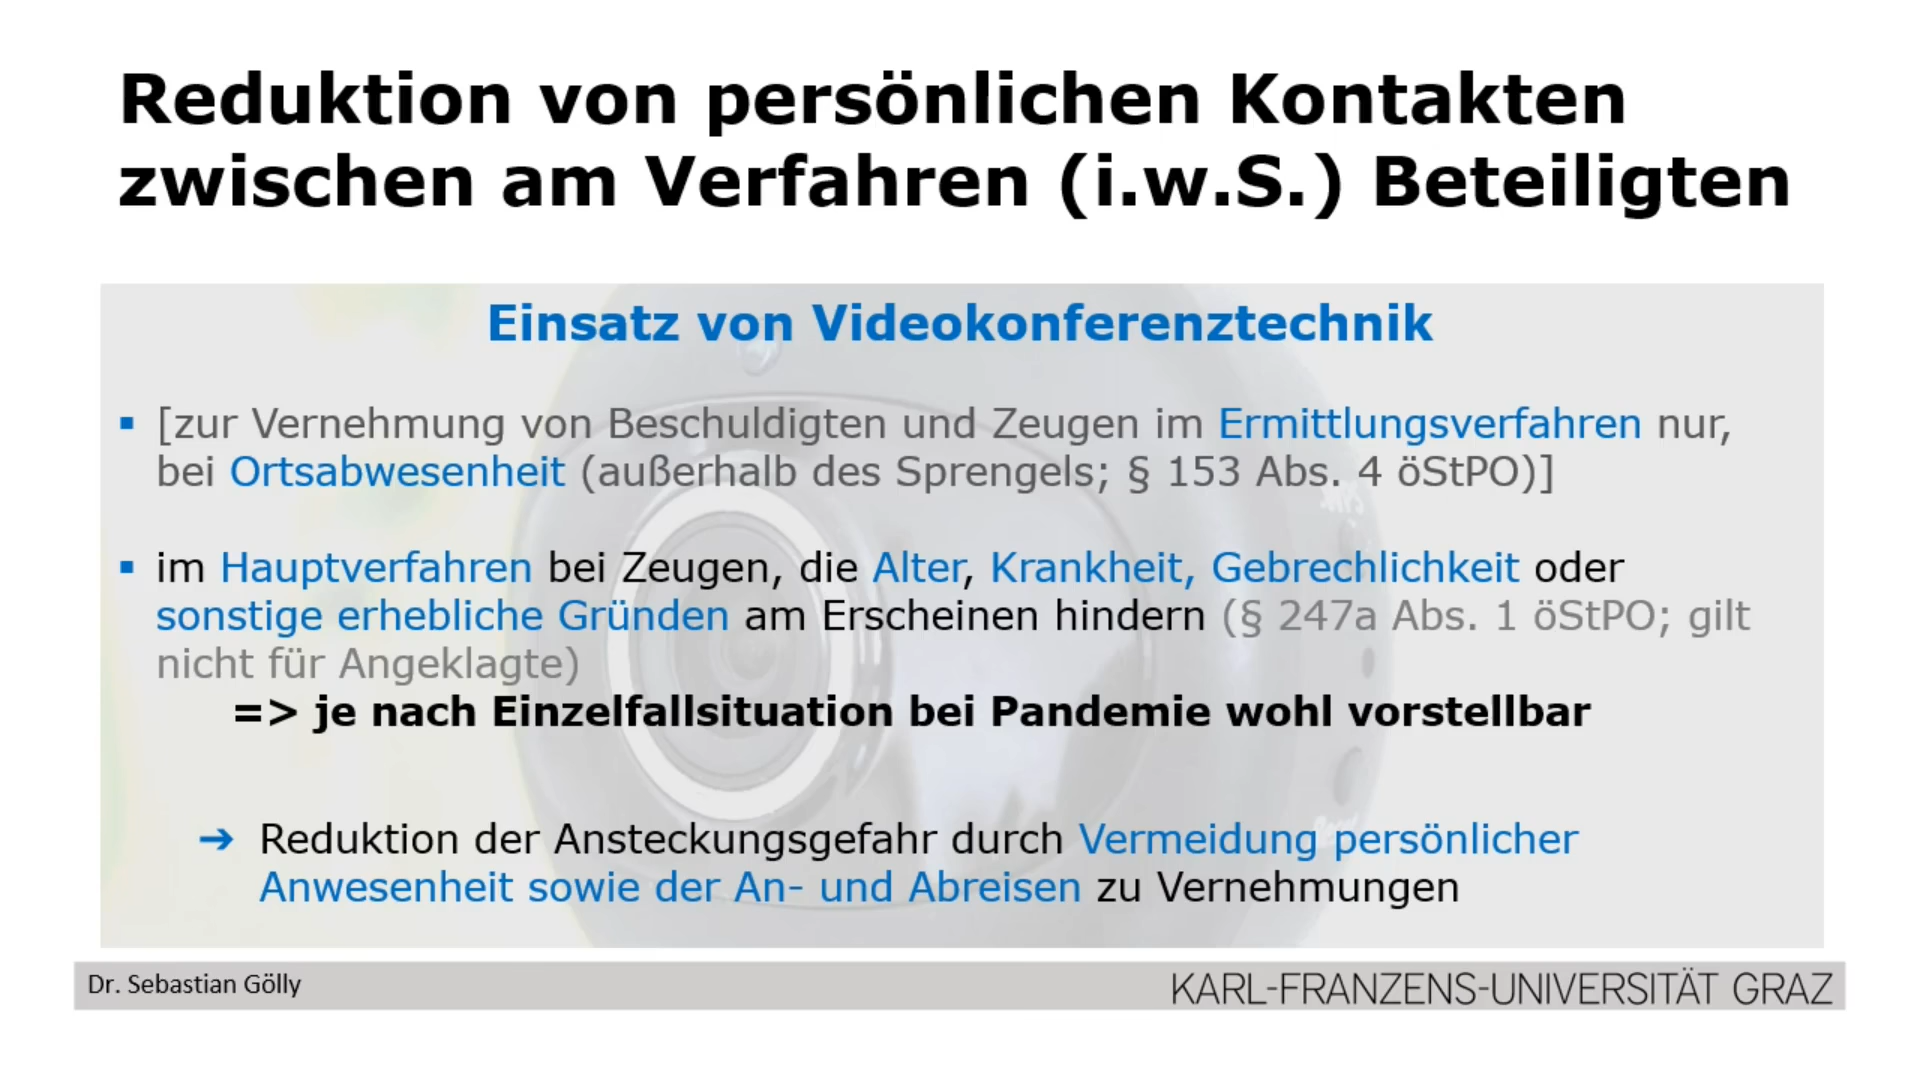 Reduktion von persönlichen Kontakten
zwischen am Verfahren (i.w.S.) Beteiligten
Einsatz von Videokonferenztechnik
▪ [zur Vernehmung von Beschuldigten und Zeugen im Ermittlungsverfahren nur,
bei Ortsabwesenheit (außerhalb des Sprengels; § 153 Abs. 4 öStPO)]
▪ im Hauptverfahren bei Zeugen, die Alter, Krankheit, Gebrechlichkeit oder
sonstige erhebliche Gründen am Erscheinen hindern (§ 247a Abs. 1 öStPO; gilt
nicht für Angeklagte)
=> je nach Einzelfallsituation bei Pandemie wohl vorstellbar
➔ Reduktion der Ansteckungsgefahr durch Vermeidung persönlicher
Anwesenheit sowie der An- und Abreisen zu Vernehmungen
Dr. Sebastian Gölly
KARL-FRANZENS-UNIVERSITÄT GRAZ